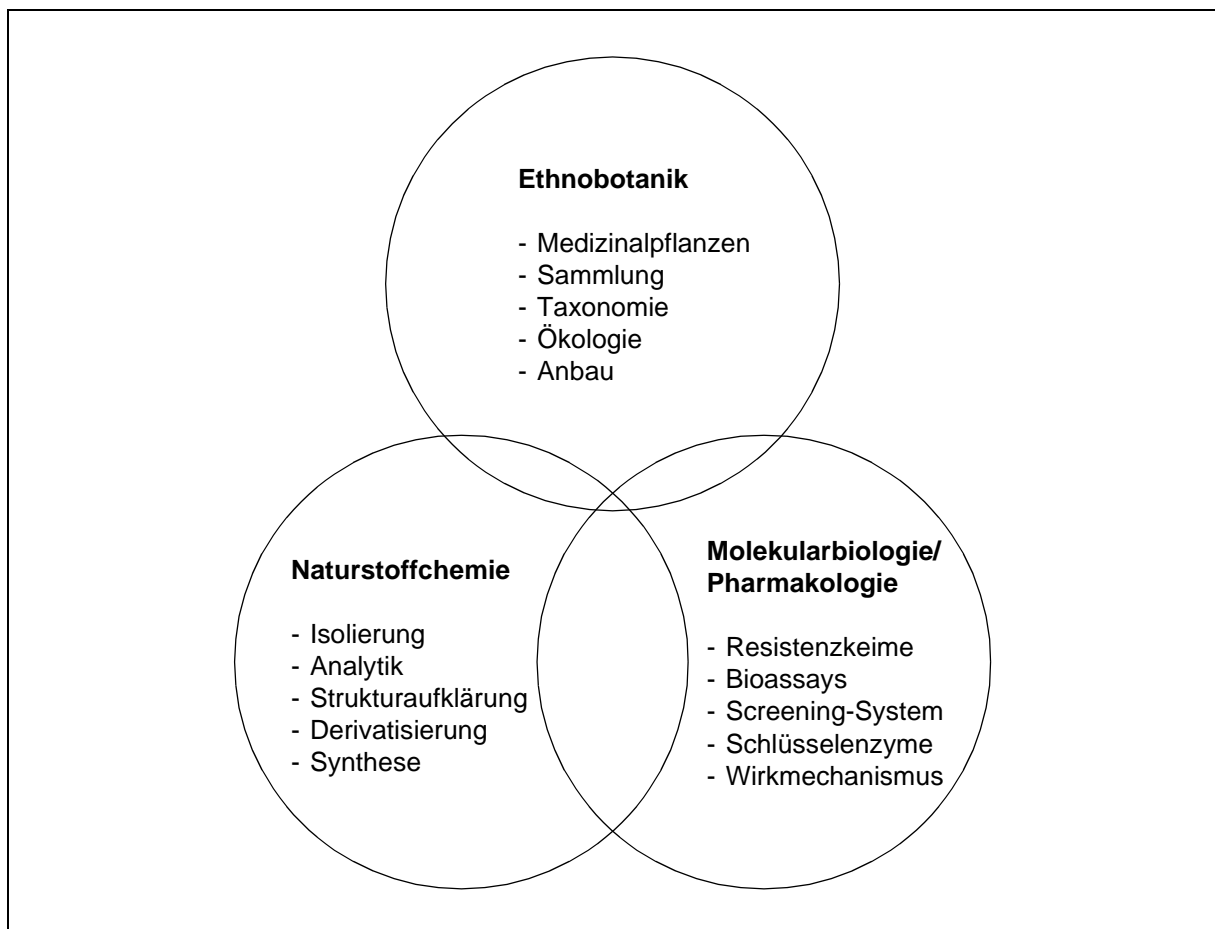 Ethnobotanik
- Medizinalpflanzen
- Sammlung
- Taxonomie
- Ökologie
- Anbau
Naturstoffchemie
- Isolierung
- Analytik
- Strukturaufklärung
- Derivatisierung
- Synthese
Molekularbiologie/
Pharmakologie
- Resistenzkeime
- Bioassays
- Screening-System
- Schlüsselenzyme
- Wirkmechanismus